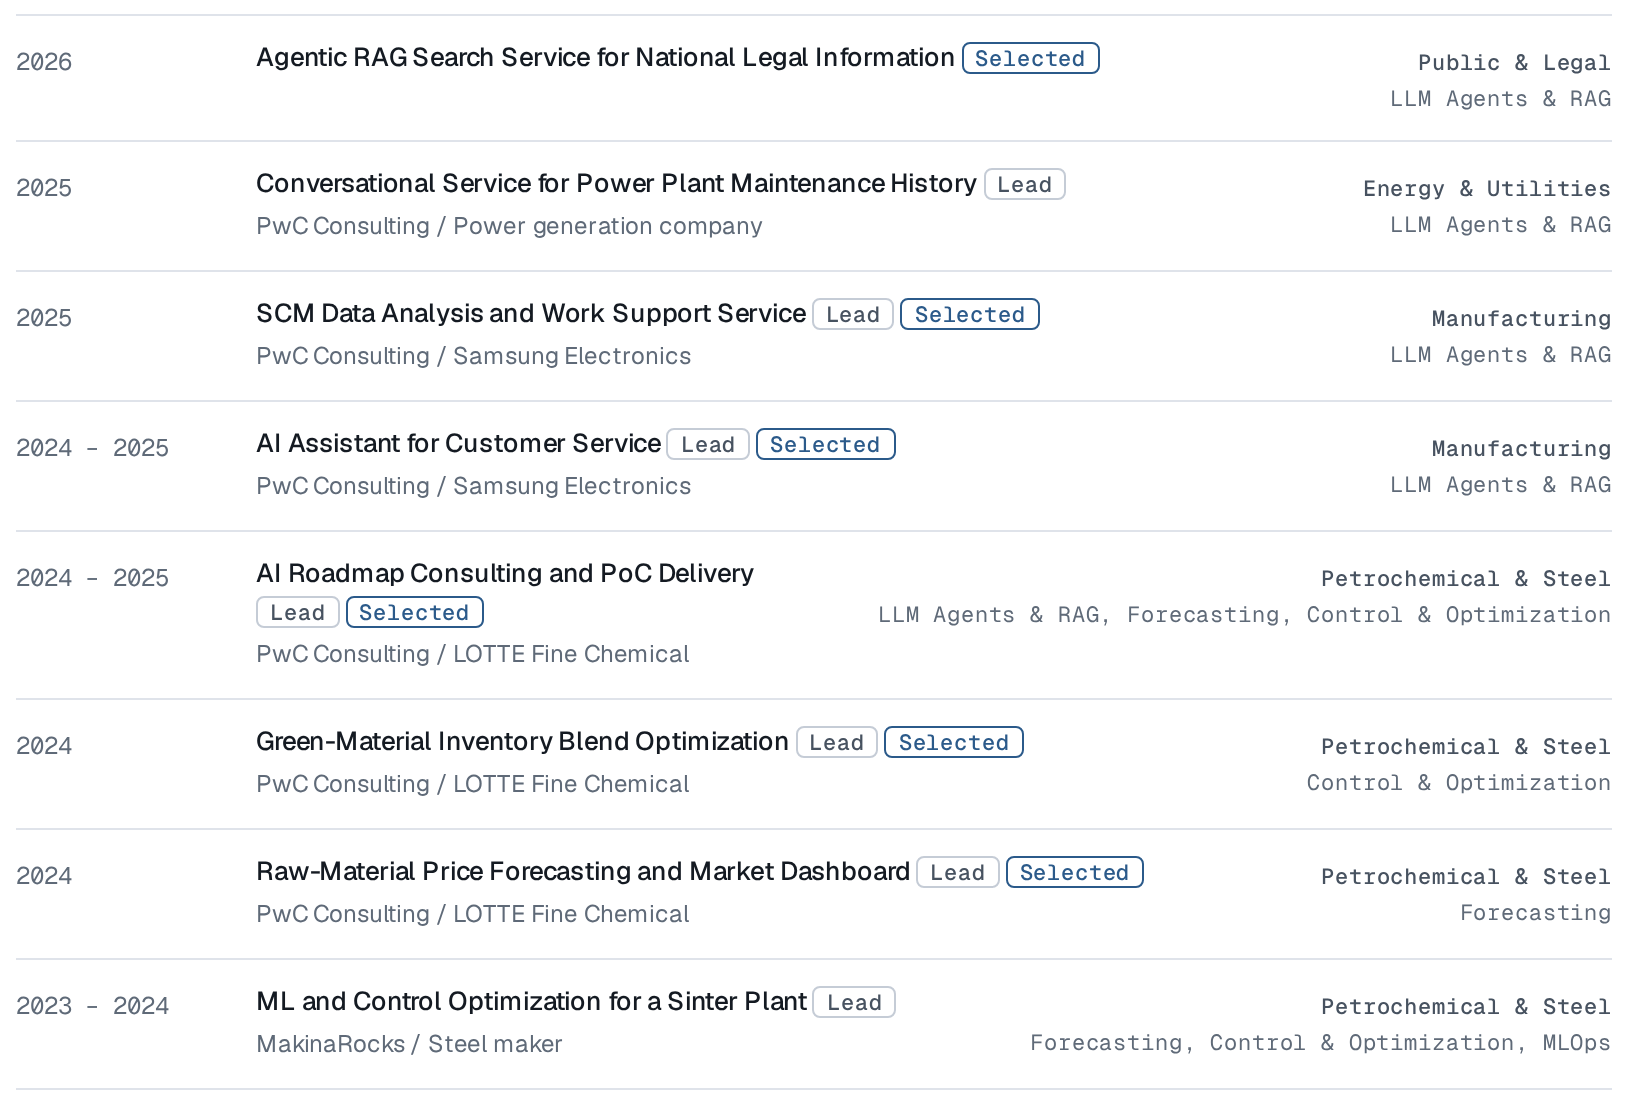 2026
Agentic RAG Search Service for National Legal Information Selected
Public & Legal
LLM Agents & RAG
2025
Conversational Service for Power Plant Maintenance History Lead
PwC Consulting / Power generation company
Energy & Utilities
LLM Agents & RAG
2025
SCM Data Analysis and Work Support Service Lead Selected
PwC Consulting / Samsung Electronics
Manufacturing
LLM Agents & RAG
2024 – 2025
AI Assistant for Customer Service Lead Selected
PwC Consulting / Samsung Electronics
Manufacturing
LLM Agents & RAG
2024 – 2025
AI Roadmap Consulting and PoC Delivery
Lead Selected
PwC Consulting / LOTTE Fine Chemical
Petrochemical & Steel
LLM Agents & RAG, Forecasting, Control & Optimization
2024
Green-Material Inventory Blend Optimization Lead Selected
PwC Consulting / LOTTE Fine Chemical
Petrochemical & Steel
Control & Optimization
2024
Raw-Material Price Forecasting and Market Dashboard Lead Selected
PwC Consulting / LOTTE Fine Chemical
Petrochemical & Steel
Forecasting
2023 – 2024
ML and Control Optimization for a Sinter Plant Lead
MakinaRocks / Steel maker
Petrochemical & Steel
Forecasting, Control & Optimization, MLOps